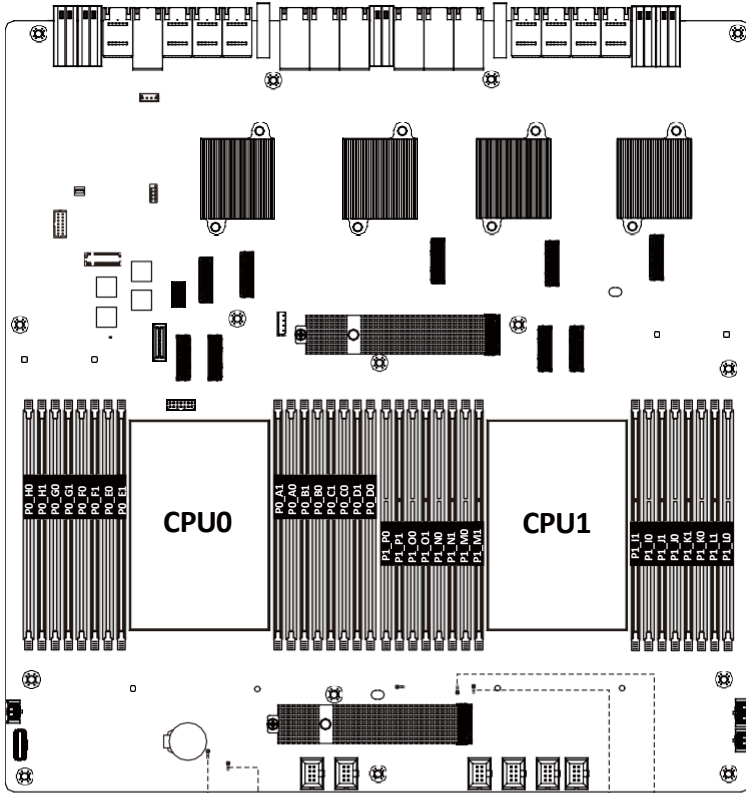 P0_H0
P0_H1
P0_G0
P0_G1
P0_F0
P0_F1
P0_E0
P0_E1
CPU0
P0_A1
P0_A0
P0_B1
P0_B0
P0_C1
P0_C0
P0_D1
P0_D0
P1_P0
P1_P1
P1_O0
P1_O1
P1_N0
P1_N1
P1_M0
P1_M1
CPU1
P1_I1
P1_I0
P1_J1
P1_J0
P1_K1
P1_K0
P1_L1
P1_L0